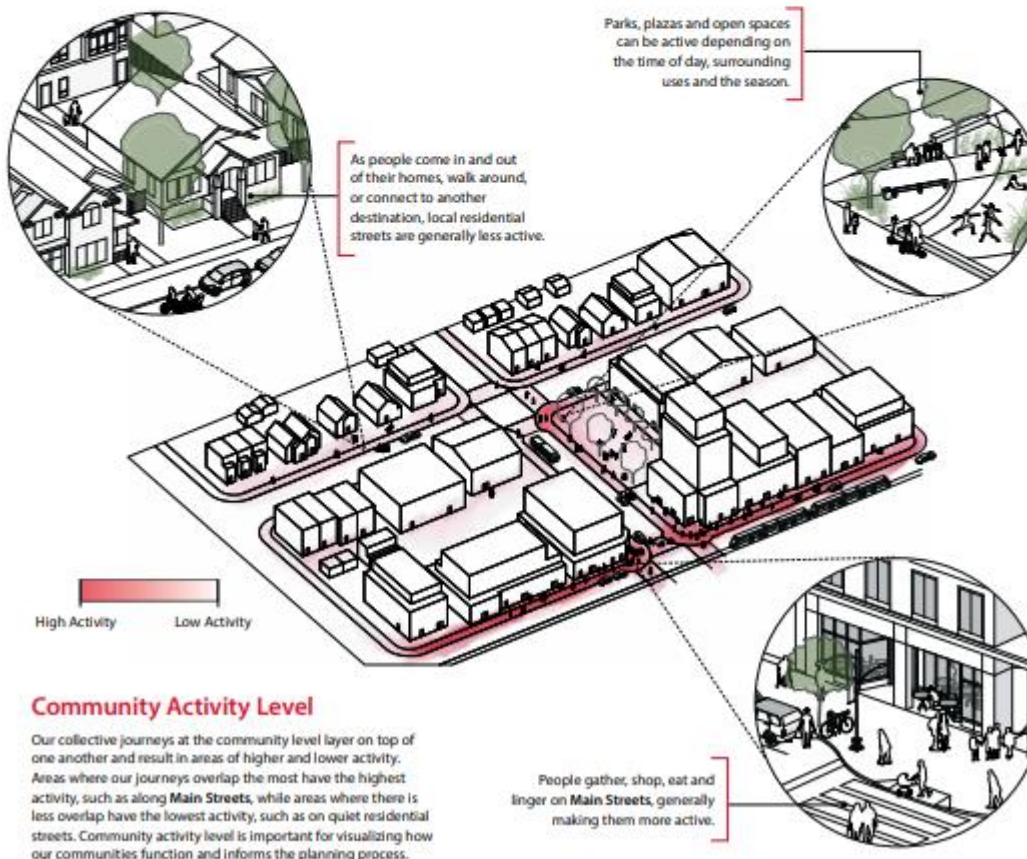 Parks, plazas and open spaces
can be active depending on
the time of day, surrounding
uses and the season.
As people come in and out
of their homes, walk around,
or connect to another
destination, local residential
streets are generally less active.
High Activity Low Activity
Community Activity Level
Our collective journeys at the community level layer on top of
one another and result in areas of higher and lower activity.
Areas where our journeys overlap the most have the highest
activity, such as along Main Streets, while areas where there is
less overlap have the lowest activity, such as on quiet residential
streets. Community activity level is important for visualizing how
our communities function and informs the planning process.
People gather, shop, eat and
linger on Main Streets, generally
making them more active.